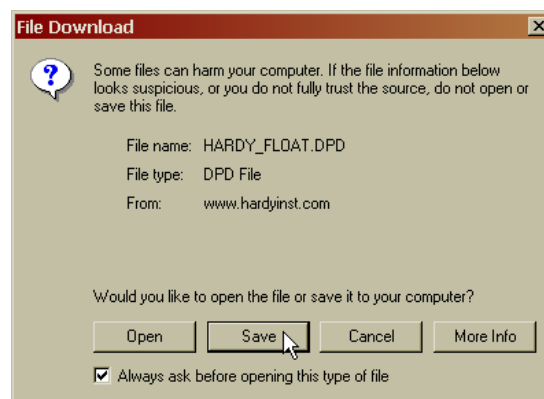 File Download
Some files can harm your computer. If the file information below
looks suspicious, or you do not fully trust the source, do not open or
save this file.
File name: HARDY_FLOAT.DPD
File type: DPD File
From: www.hardyinst.com
Would you like to open the file or save it to your computer?
Open Save Cancel More Info
Always ask before opening this type of file